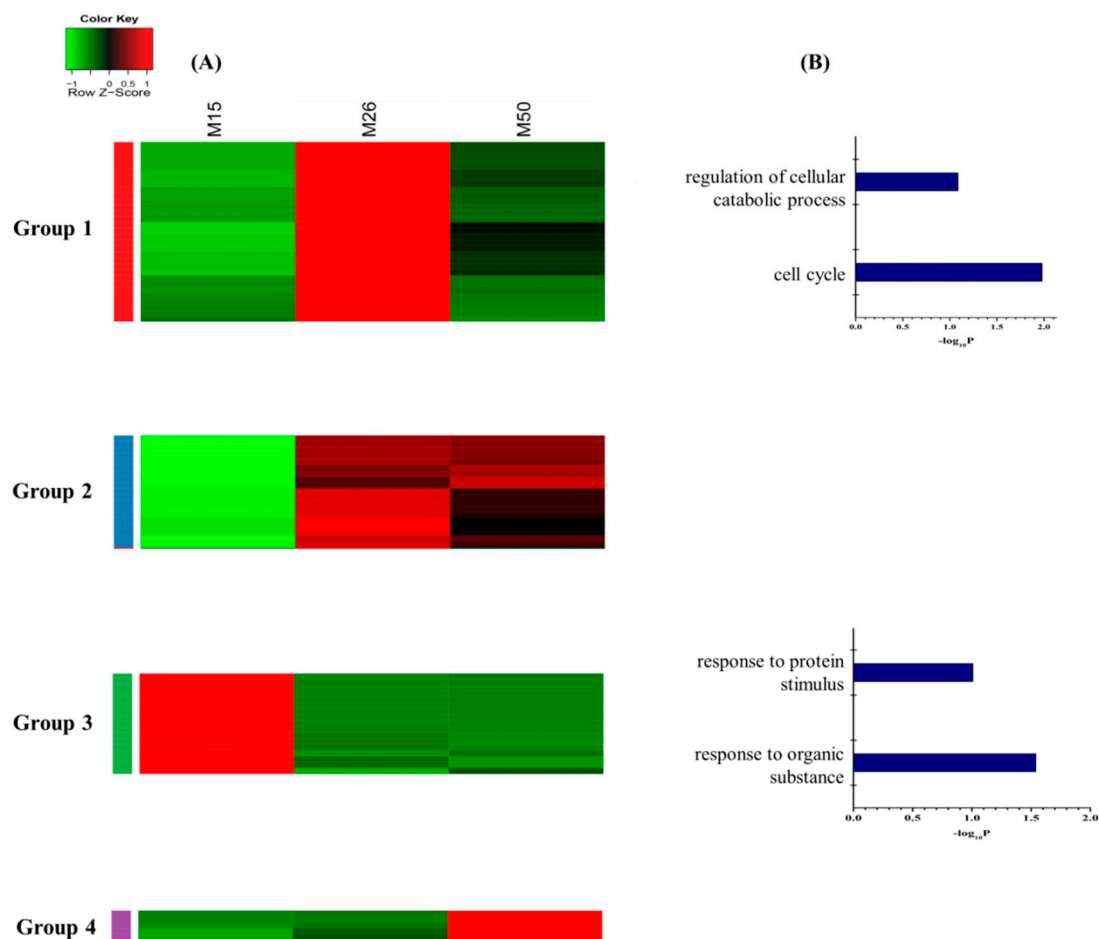 Color Key
−1 0 0.5 1
Row Z−Score
(A)
(B)
M15 M26 M50
Group 1
regulation of cellular
catabolic process
cell cycle
0.0 0.5 1.0 1.5 2.0
-log10P
Group 2
Group 3
response to protein
stimulus
response to organic
substance
0.0 0.5 1.0 1.5 2.0
-log10P
Group 4